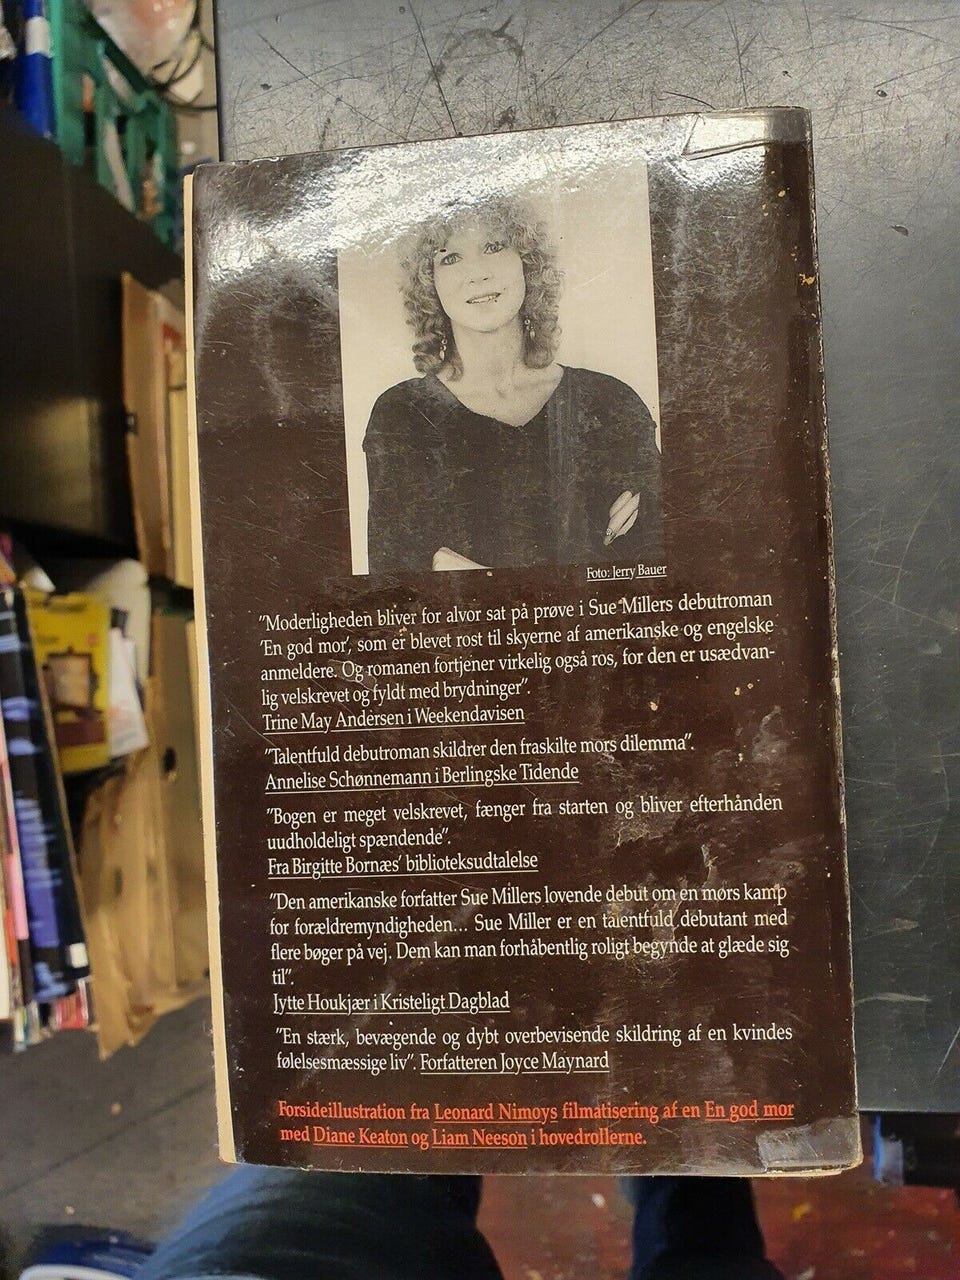 Foto: Jerry Bauer
"Moderligheden bliver for alvor sat på prøve i Sue Millers debutroman
'En god mor', som er blevet rost til skyerne af amerikanske og engelske
anmeldere. Og romanen fortjener virkelig også ros, for den er usædvan-
lig velskrevet og fyldt med brydninger".
Trine May Andersen i Weekendavisen
"Talentfuld debutroman skildrer den fraskilte mors dilemma".
Annelise Schønnemann i Berlingske Tidende
"Bogen er meget velskrevet, fænger fra starten og bliver efterhånden
uudholdeligt spændende".
Fra Birgitte Bornæs' biblioteksudtalelse
"Den amerikanske forfatter Sue Millers lovende debut om en mors kamp
for forældremyndigheden... Sue Miller er en talentfuld debutant med
flere bøger på vej. Dem kan man forhåbentlig roligt begynde at glæde sig
til".
Jytte Houkjær i Kristeligt Dagblad
"En stærk, bevægende og dybt overbevisende skildring af en kvindes
følelsesmæssige liv". Forfatteren Joyce Maynard
Forsideillustration fra Leonard Nimoys filmatisering af en En god mor
med Diane Keaton og Liam Neeson i hovedrollerne.